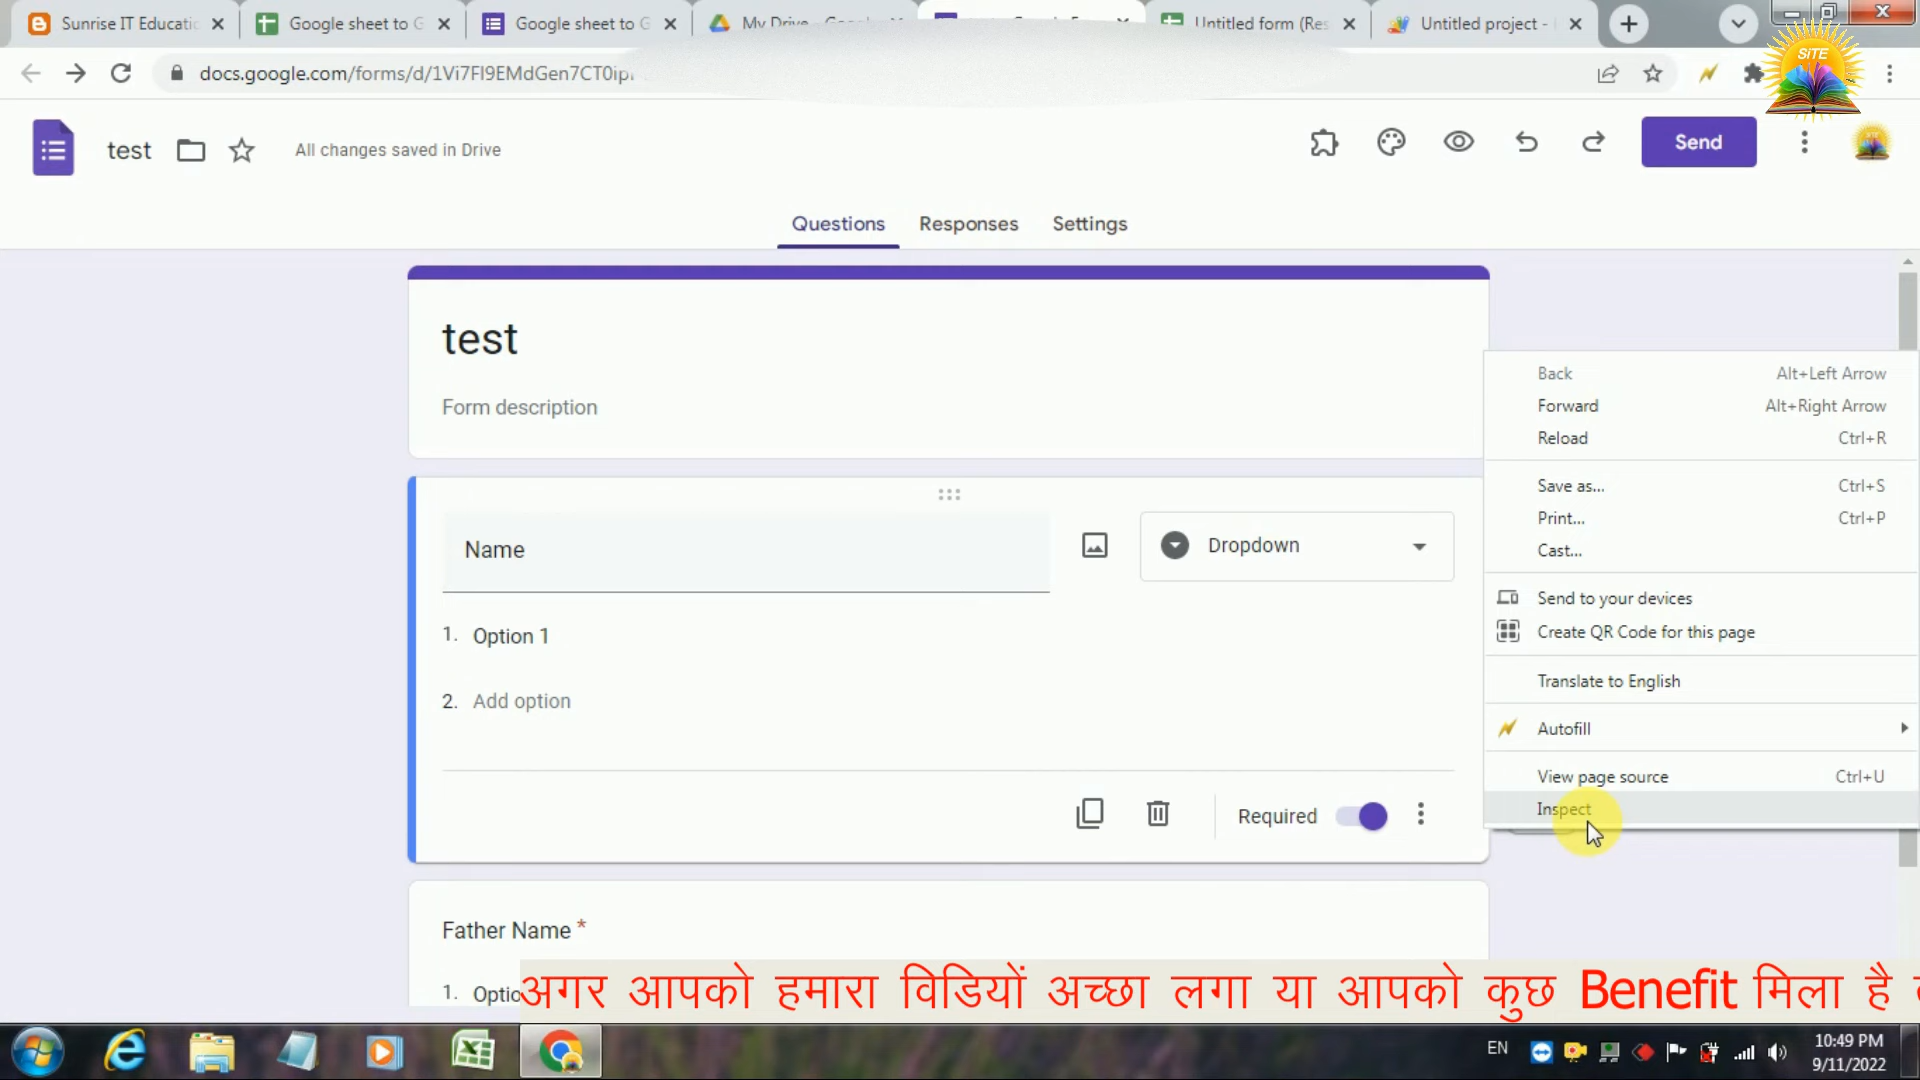 Sunrise IT Educatio
Google sheet to G
Google sheet to G
My Drive
Untitled form (Res
Untitled project -
docs.google.com/forms/d/1Vi7FI9EMdGen7CT0ip
SITE
test
All changes saved in Drive
Send
Questions
Responses
Settings
test
Form description
Name
Dropdown
1. Option 1
2. Add option
Required
Father Name *
1. Optio
Back Alt+Left Arrow
Forward Alt+Right Arrow
Reload Ctrl+R
Save as... Ctrl+S
Print... Ctrl+P
Cast...
Send to your devices
Create QR Code for this page
Translate to English
Autofill
View page source Ctrl+U
Inspect
अगर आपको हमारा विडियों अच्छा लगा या आपको कुछ Benefit मिला है
EN
10:49 PM
9/11/2022